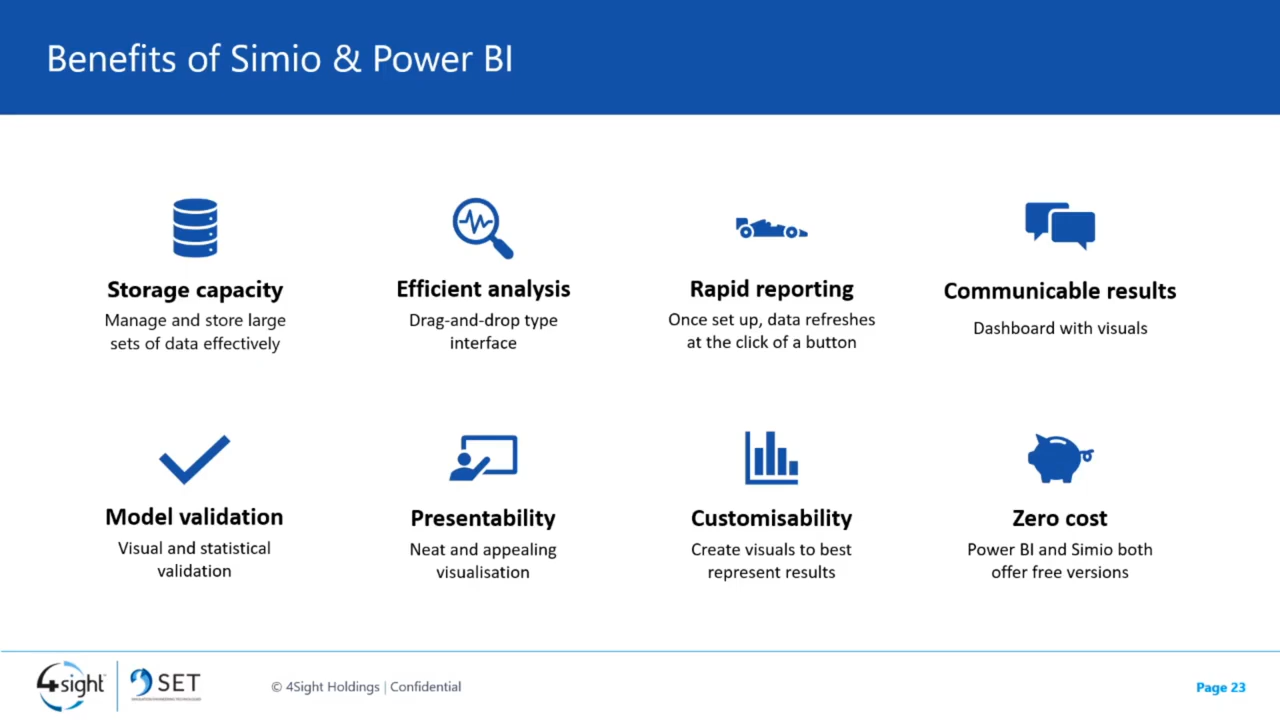 Benefits of Simio & Power BI
Storage capacity
Manage and store large
sets of data effectively
Efficient analysis
Drag-and-drop type
interface
Rapid reporting
Once set up, data refreshes
at the click of a button
Communicable results
Dashboard with visuals
Model validation
Visual and statistical
validation
Presentability
Neat and appealing
visualisation
Customisability
Create visuals to best
represent results
Zero cost
Power BI and Simio both
offer free versions
4sight
SET
© 4Sight Holdings | Confidential
Page 23